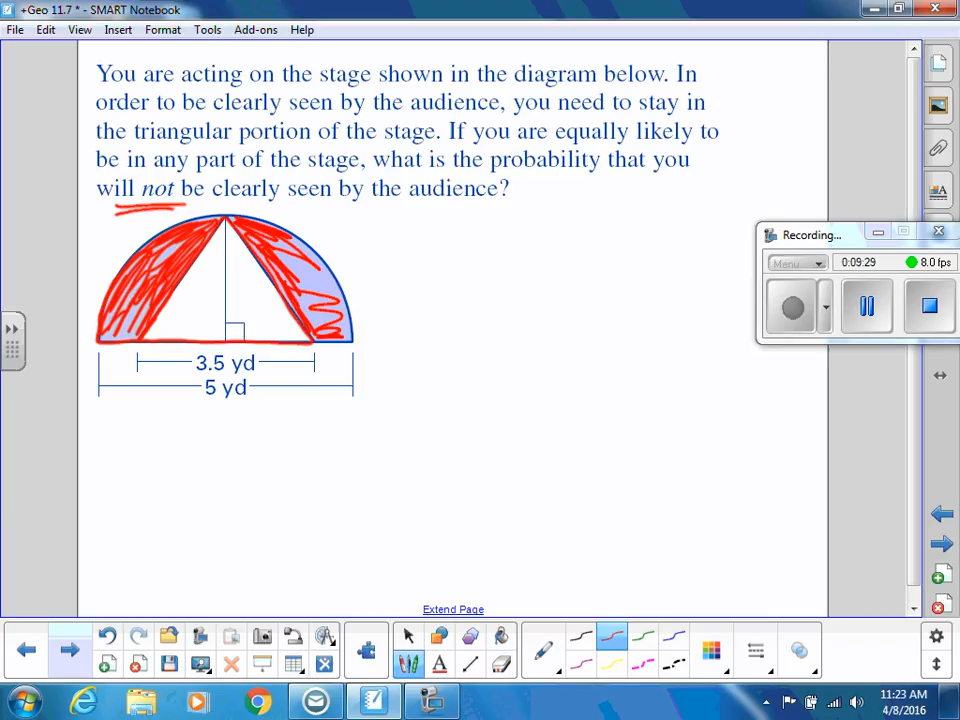 +Geo 11.7 * - SMART Notebook
File Edit View Insert Format Tools Add-ons Help
You are acting on the stage shown in the diagram below. In
order to be clearly seen by the audience, you need to stay in
the triangular portion of the stage. If you are equally likely to
be in any part of the stage, what is the probability that you
will not be clearly seen by the audience?
Recording...
Menu 0:09:29 8.0 fps
3.5 yd
5 yd
Extend Page
A
11:23 AM
4/8/2016